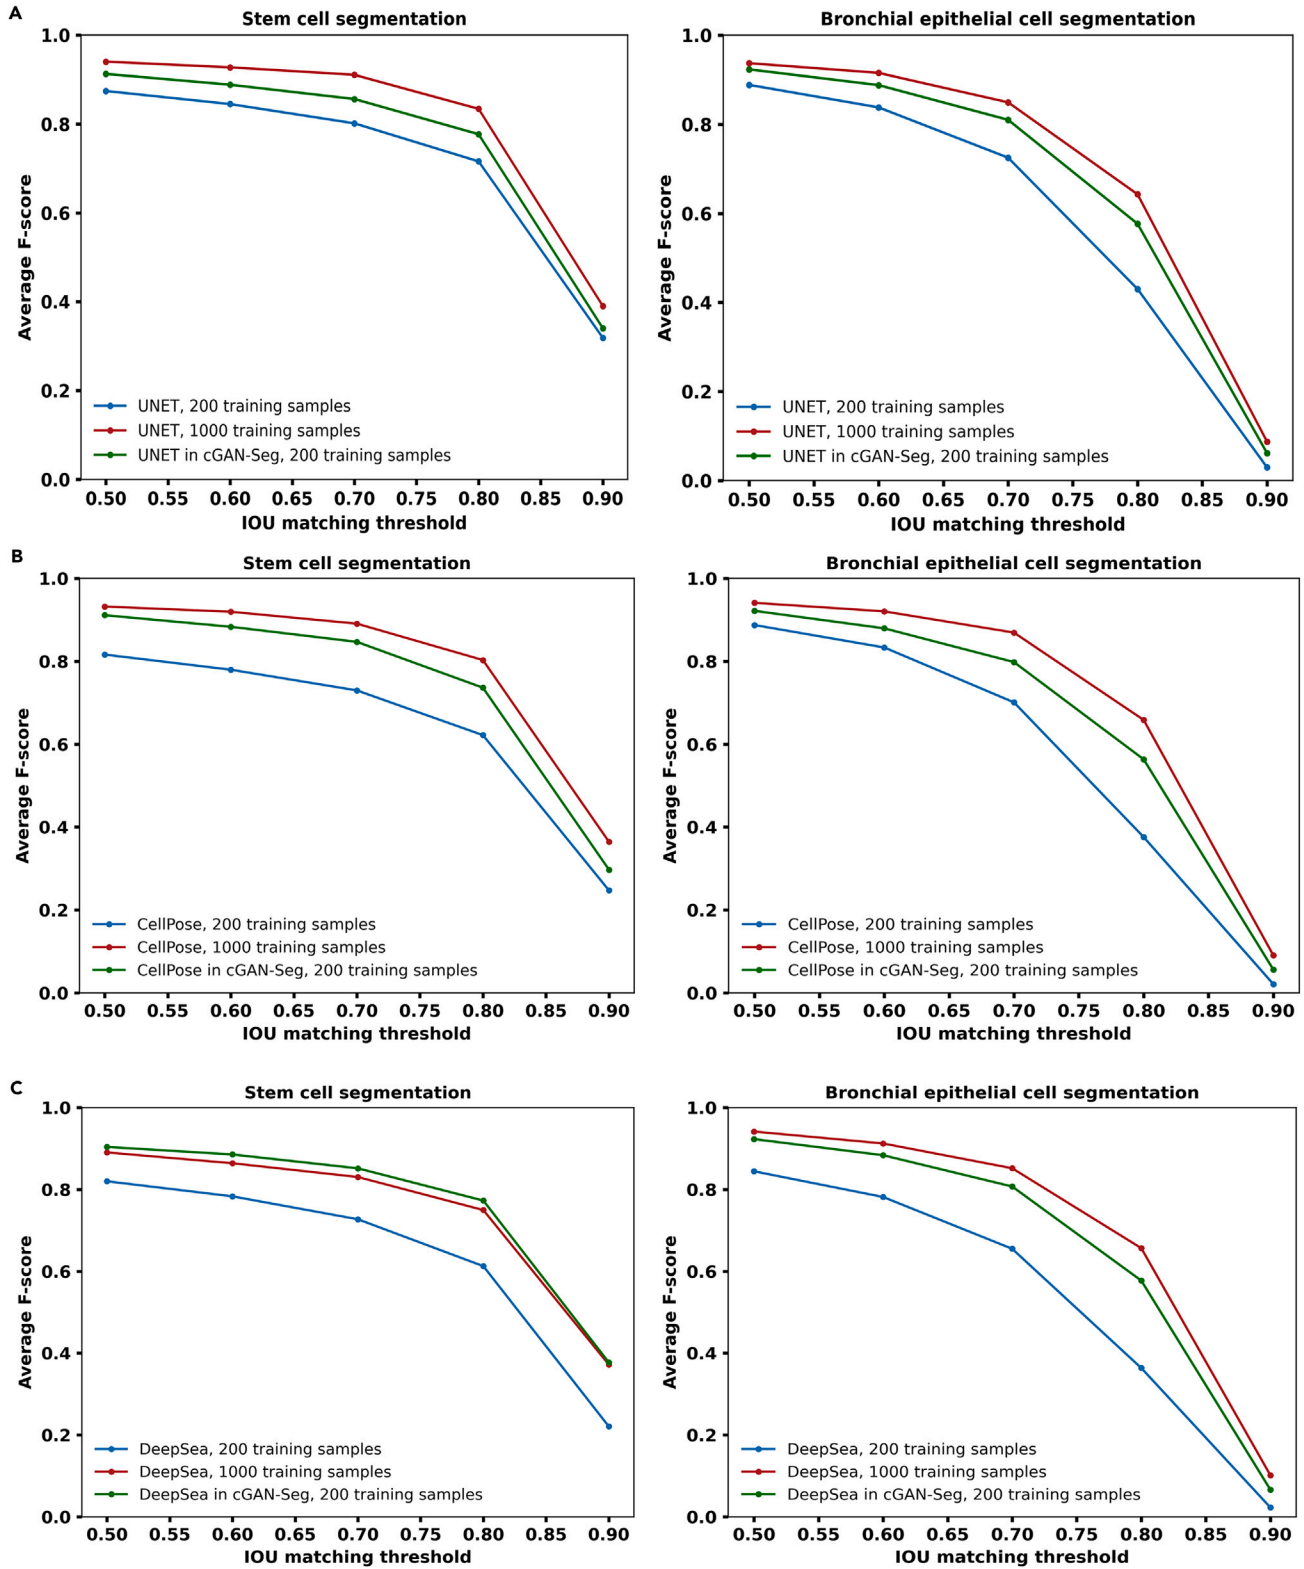 A
Stem cell segmentation
1.0
0.8
0.6
0.4
0.2
0.0
Average F-score
UNET, 200 training samples
UNET, 1000 training samples
UNET in cGAN-Seg, 200 training samples
0.50 0.55 0.60 0.65 0.70 0.75 0.80 0.85 0.90
IOU matching threshold
Bronchial epithelial cell segmentation
1.0
0.8
0.6
0.4
0.2
0.0
Average F-score
UNET, 200 training samples
UNET, 1000 training samples
UNET in cGAN-Seg, 200 training samples
0.50 0.55 0.60 0.65 0.70 0.75 0.80 0.85 0.90
IOU matching threshold
B
Stem cell segmentation
1.0
0.8
0.6
0.4
0.2
0.0
Average F-score
CellPose, 200 training samples
CellPose, 1000 training samples
CellPose in cGAN-Seg, 200 training samples
0.50 0.55 0.60 0.65 0.70 0.75 0.80 0.85 0.90
IOU matching threshold
Bronchial epithelial cell segmentation
1.0
0.8
0.6
0.4
0.2
0.0
Average F-score
CellPose, 200 training samples
CellPose, 1000 training samples
CellPose in cGAN-Seg, 200 training samples
0.50 0.55 0.60 0.65 0.70 0.75 0.80 0.85 0.90
IOU matching threshold
C
Stem cell segmentation
1.0
0.8
0.6
0.4
0.2
0.0
Average F-score
DeepSea, 200 training samples
DeepSea, 1000 training samples
DeepSea in cGAN-Seg, 200 training samples
0.50 0.55 0.60 0.65 0.70 0.75 0.80 0.85 0.90
IOU matching threshold
Bronchial epithelial cell segmentation
1.0
0.8
0.6
0.4
0.2
0.0
Average F-score
DeepSea, 200 training samples
DeepSea, 1000 training samples
DeepSea in cGAN-Seg, 200 training samples
0.50 0.55 0.60 0.65 0.70 0.75 0.80 0.85 0.90
IOU matching threshold